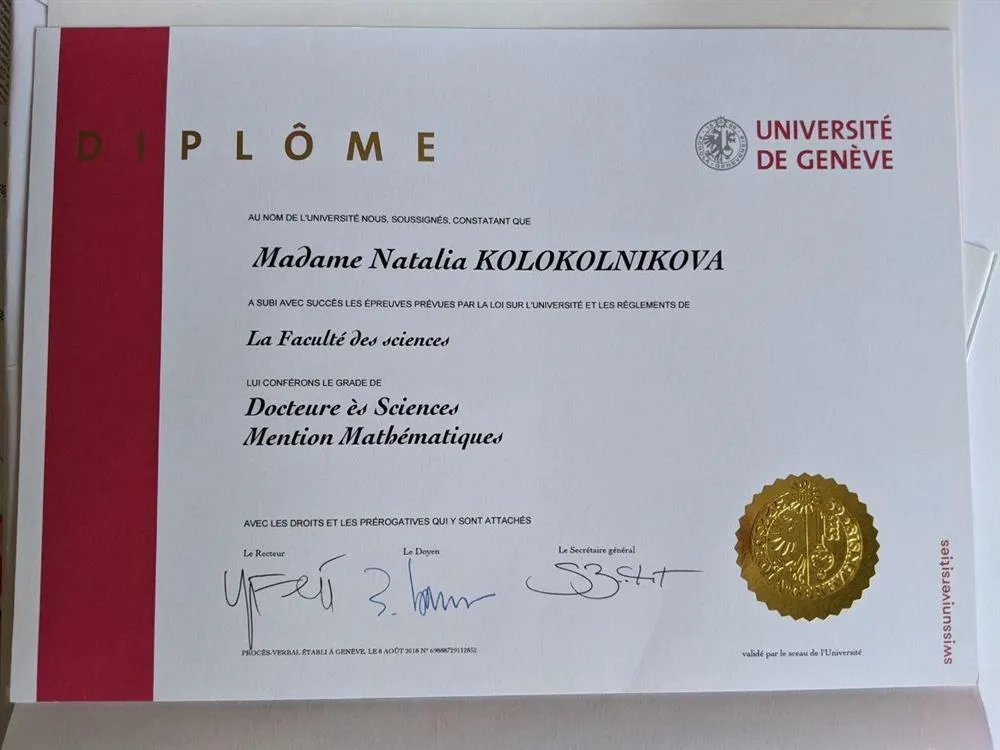 DIPLÔME
UNIVERSITÉ
DE GENÈVE
AU NOM DE L'UNIVERSITÉ NOUS, SOUSSIGNÉS, CONSTATANT QUE
Madame Natalia KOLOKOLNIKOVA
A SUBI AVEC SUCCÈS LES ÉPREUVES PRÉVUES PAR LA LOI SUR L'UNIVERSITÉ ET LES RÈGLEMENTS DE
La Faculté des sciences
LUI CONFÉRONS LE GRADE DE
Docteure ès Sciences
Mention Mathématiques
AVEC LES DROITS ET LES PRÉROGATIVES QUI Y SONT ATTACHÉS
Le Recteur
Le Doyen
Le Secrétaire général
PROCÈS-VERBAL ÉTABLI À GENÈVE, LE 8 AOÛT 2018 N° 69888729112852
validé par le sceau de l'Université
swissuniversities